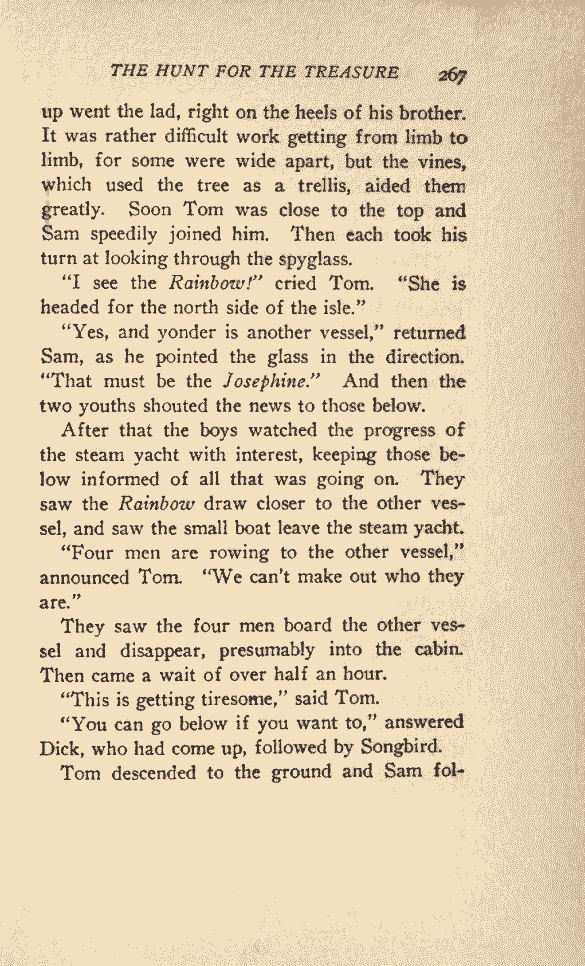 THE HUNT FOR THE TREASURE 267
up went the lad, right on the heels of his brother.
It was rather difficult work getting from limb to
limb, for some were wide apart, but the vines,
which used the tree as a trellis, aided them
greatly. Soon Tom was close to the top and
Sam speedily joined him. Then each took his
turn at looking through the spyglass.
"I see the Rainbow!" cried Tom. "She is
headed for the north side of the isle."
"Yes, and yonder is another vessel," returned
Sam, as he pointed the glass in the direction.
"That must be the Josephine." And then the
two youths shouted the news to those below.
After that the boys watched the progress of
the steam yacht with interest, keeping those be-
low informed of all that was going on. They
saw the Rainbow draw closer to the other ves-
sel, and saw the small boat leave the steam yacht.
"Four men are rowing to the other vessel,"
announced Tom. "We can't make out who they
are."
They saw the four men board the other ves-
sel and disappear, presumably into the cabin.
Then came a wait of over half an hour.
"This is getting tiresome," said Tom.
"You can go below if you want to," answered
Dick, who had come up, followed by Songbird.
Tom descended to the ground and Sam fol-